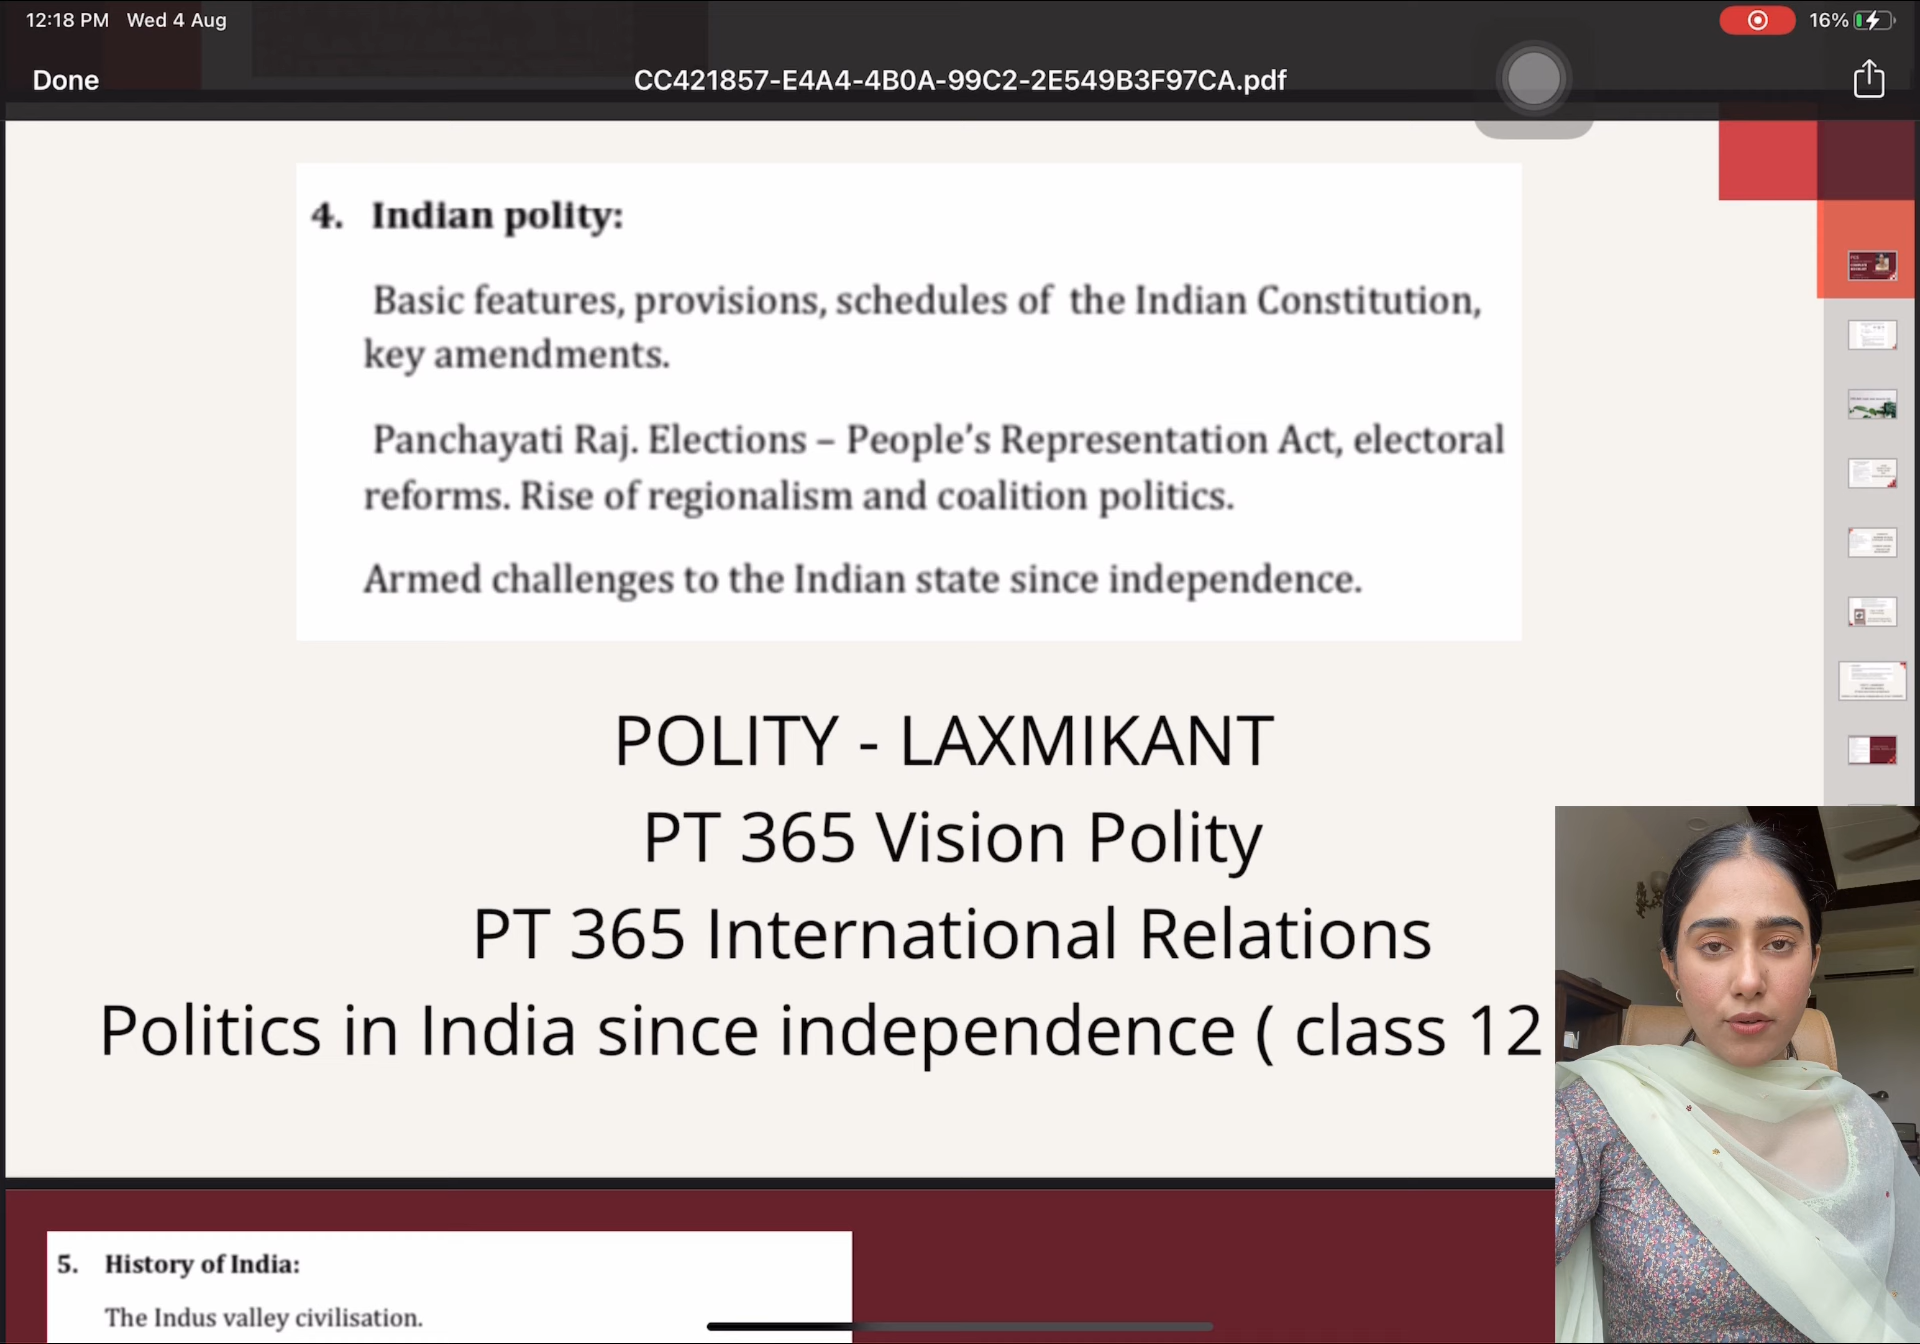 12:18 PM Wed 4 Aug
16%
Done
CC421857-E4A4-4B0A-99C2-2E549B3F97CA.pdf
4. Indian polity:
Basic features, provisions, schedules of the Indian Constitution,
key amendments.
Panchayati Raj. Elections – People’s Representation Act, electoral
reforms. Rise of regionalism and coalition politics.
Armed challenges to the Indian state since independence.
POLITY - LAXMIKANT
PT 365 Vision Polity
PT 365 International Relations
Politics in India since independence ( class 12
5. History of India:
The Indus valley civilisation.